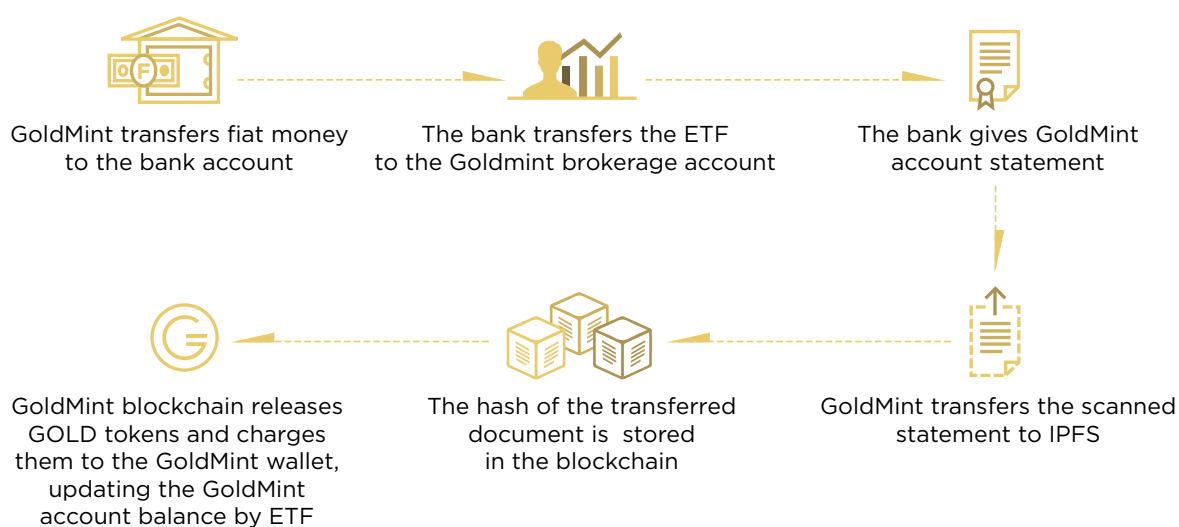 F
GoldMint transfers fiat money
to the bank account
The bank transfers the ETF
to the Goldmint brokerage account
The bank gives GoldMint
account statement
GoldMint transfers the scanned
statement to IPFS
The hash of the transferred
document is stored
in the blockchain
G
GoldMint blockchain releases
GOLD tokens and charges
them to the GoldMint wallet,
updating the GoldMint
account balance by ETF